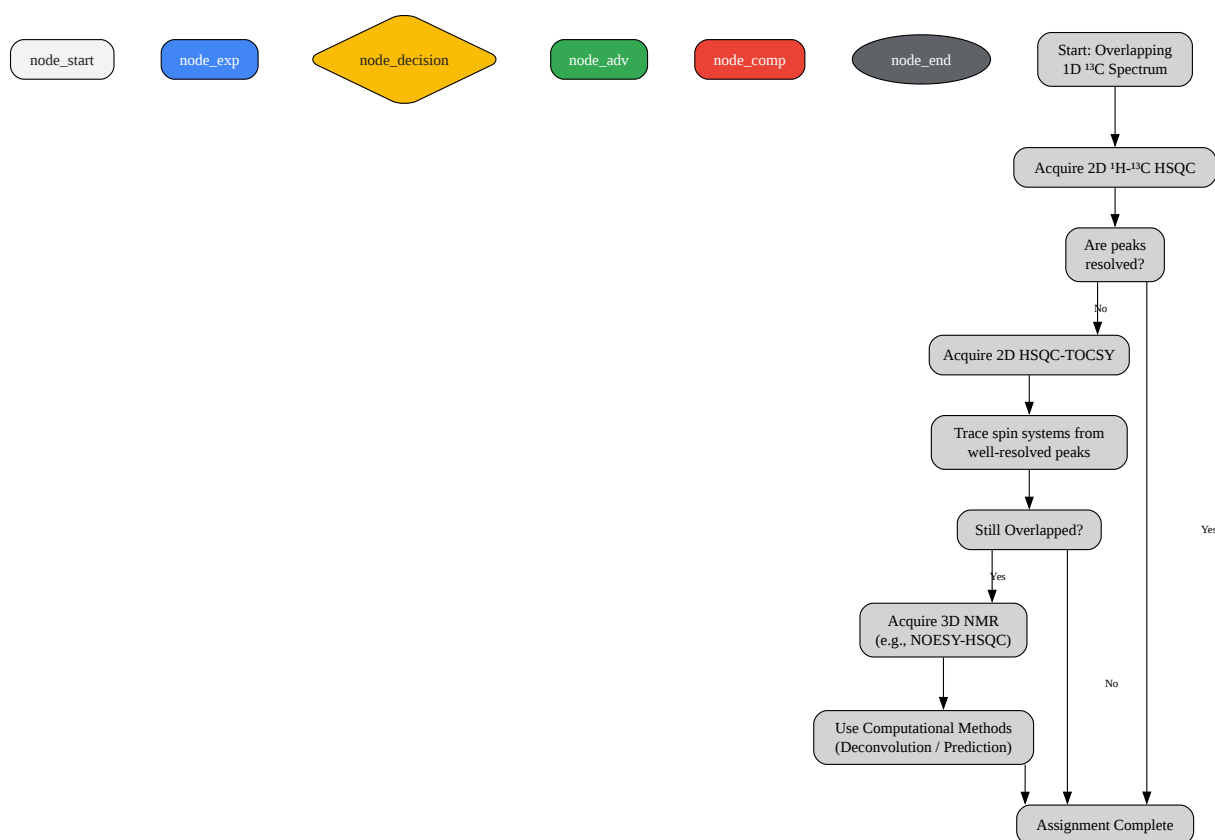 node_start
node_exp
node_decision
node_adv
node_comp
node_end
Start: Overlapping
1D ¹³C Spectrum
Acquire 2D ¹H-¹³C HSQC
Are peaks
resolved?
No
Acquire 2D HSQC-TOCSY
Trace spin systems from
well-resolved peaks
Still Overlapped?
Yes
Yes
Acquire 3D NMR
(e.g., NOESY-HSQC)
No
Use Computational Methods
(Deconvolution / Prediction)
Assignment Complete